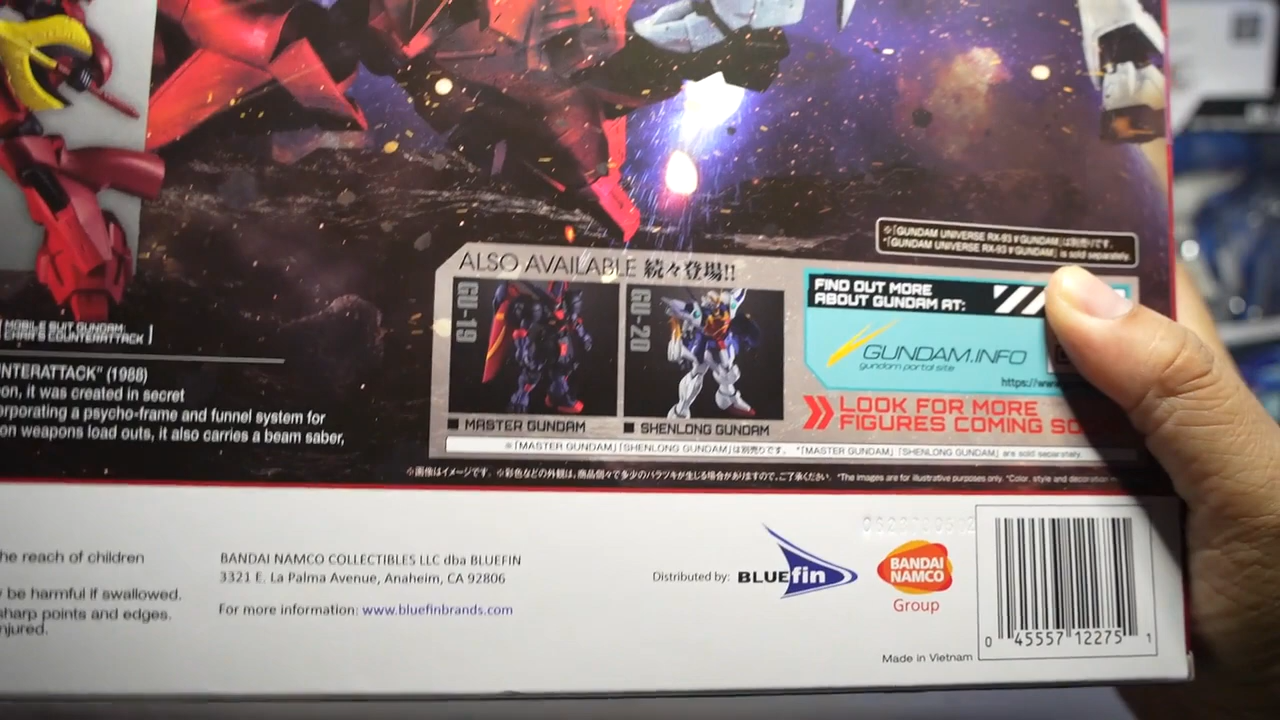 ※「GUNDAM UNIVERSE RX-93 ν GUNDAM」は別売りです。
*「GUNDAM UNIVERSE RX-93 ν GUNDAM」 is sold separately.
ALSO AVAILABLE 続々登場!!
GU-19
GU-20
■ MASTER GUNDAM
■ SHENLONG GUNDAM
※「MASTER GUNDAM」「SHENLONG GUNDAM」は別売りです。 *「MASTER GUNDAM」「SHENLONG GUNDAM」 are sold separately.
FIND OUT MORE
ABOUT GUNDAM AT:
GUNDAM.INFO
gundam portal site
https://www
LOOK FOR MORE
FIGURES COMING SO
MOBILE SUIT GUNDAM:
CHAR'S COUNTERATTACK
NTERATTACK" (1988)
on, it was created in secret
orporating a psycho-frame and funnel system for
on weapons load outs, it also carries a beam saber,
※画像はイメージです。 ※彩色などの外観は、商品個々で多少のバラツキが生じる場合がありますので、ご了承ください。 *The images are for illustrative purposes only. *Color, style and decoration
he reach of children
be harmful if swallowed.
sharp points and edges.
njured.
BANDAI NAMCO COLLECTIBLES LLC dba BLUEFIN
3321 E. La Palma Avenue, Anaheim, CA 92806
For more information: www.bluefinbrands.com
Distributed by: BLUEfin
BANDAI
NAMCO
Group
Made in Vietnam
0 45557 12275 1